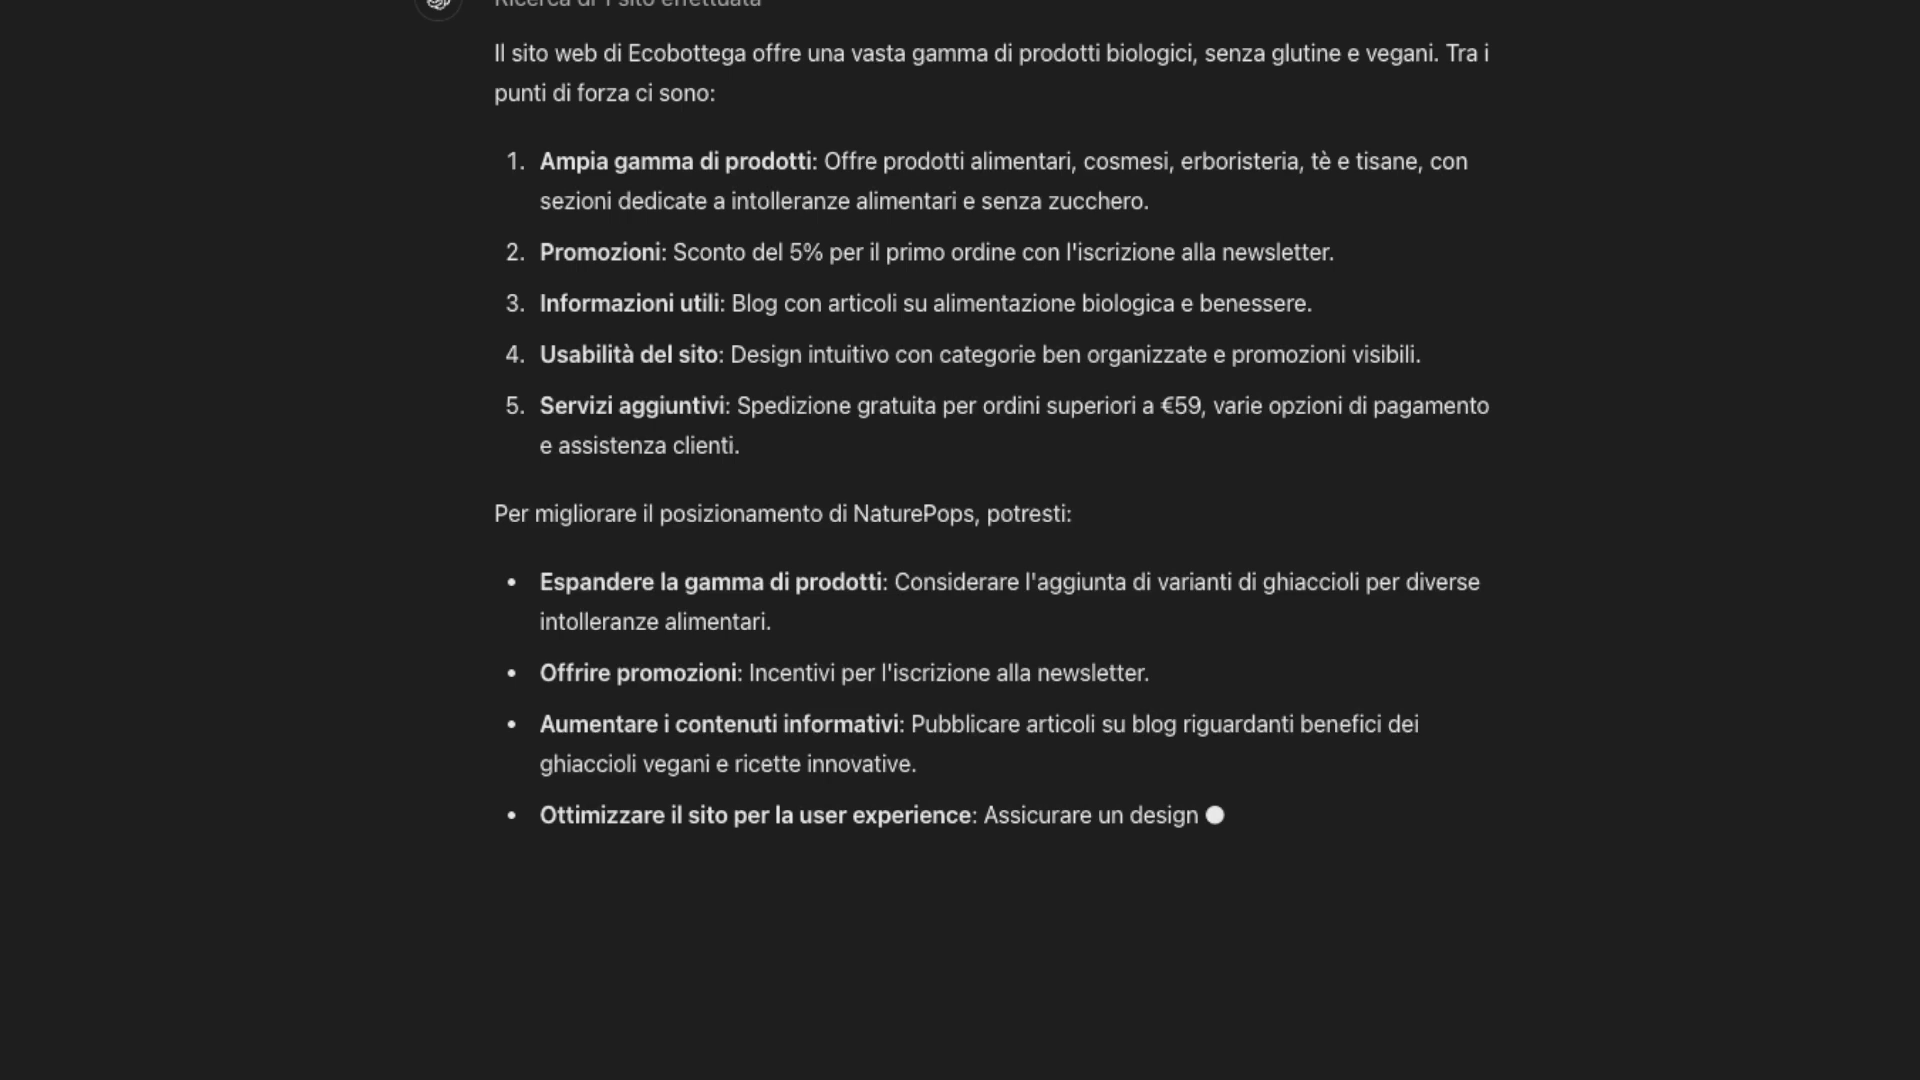 Ricerca di 1 sito effettuata
Il sito web di Ecobottega offre una vasta gamma di prodotti biologici, senza glutine e vegani. Tra i
punti di forza ci sono:
1. Ampia gamma di prodotti: Offre prodotti alimentari, cosmesi, erboristeria, tè e tisane, con
sezioni dedicate a intolleranze alimentari e senza zucchero.
2. Promozioni: Sconto del 5% per il primo ordine con l'iscrizione alla newsletter.
3. Informazioni utili: Blog con articoli su alimentazione biologica e benessere.
4. Usabilità del sito: Design intuitivo con categorie ben organizzate e promozioni visibili.
5. Servizi aggiuntivi: Spedizione gratuita per ordini superiori a €59, varie opzioni di pagamento
e assistenza clienti.
Per migliorare il posizionamento di NaturePops, potresti:
• Espandere la gamma di prodotti: Considerare l'aggiunta di varianti di ghiaccioli per diverse
intolleranze alimentari.
• Offrire promozioni: Incentivi per l'iscrizione alla newsletter.
• Aumentare i contenuti informativi: Pubblicare articoli su blog riguardanti benefici dei
ghiaccioli vegani e ricette innovative.
• Ottimizzare il sito per la user experience: Assicurare un design